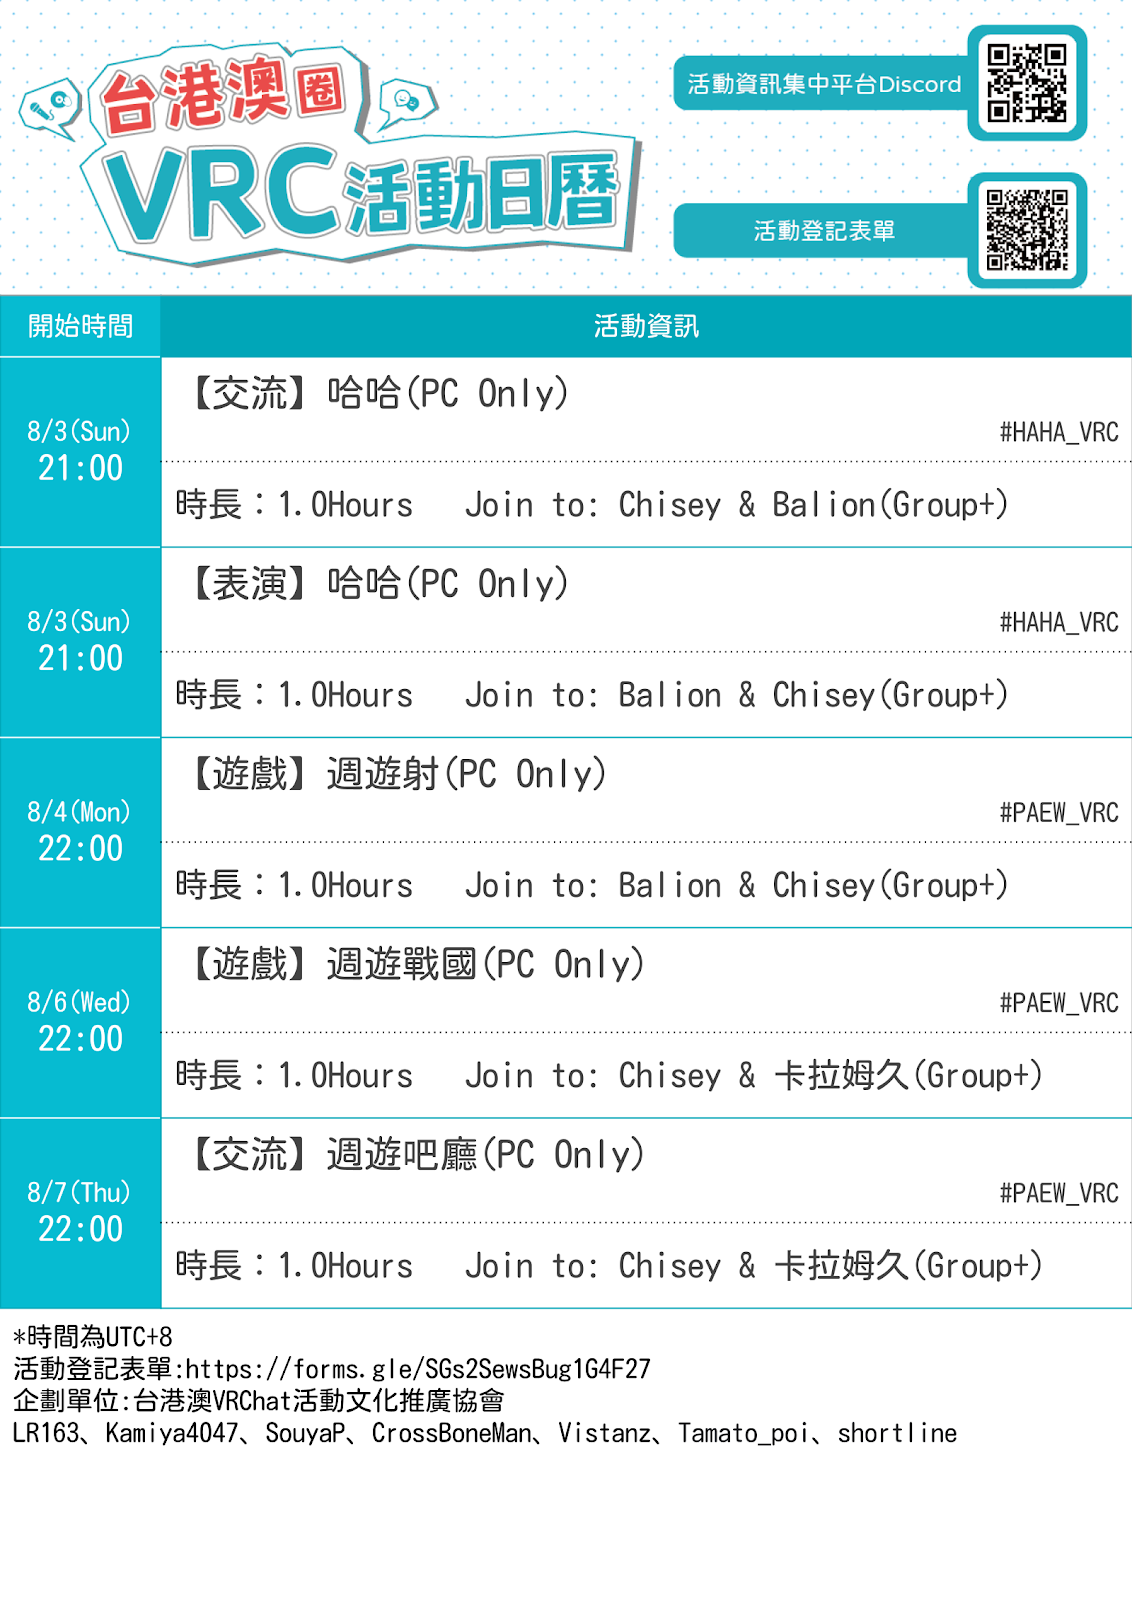 台港澳圈
VRC活動日曆
活動資訊集中平台Discord
活動登記表單
開始時間
活動資訊
8/3(Sun)
21:00
【交流】哈哈(PC Only)
#HAHA_VRC
時長：1.0Hours Join to: Chisey & Balion(Group+)
8/3(Sun)
21:00
【表演】哈哈(PC Only)
#HAHA_VRC
時長：1.0Hours Join to: Balion & Chisey(Group+)
8/4(Mon)
22:00
【遊戲】週遊射(PC Only)
#PAEW_VRC
時長：1.0Hours Join to: Balion & Chisey(Group+)
8/6(Wed)
22:00
【遊戲】週遊戰國(PC Only)
#PAEW_VRC
時長：1.0Hours Join to: Chisey & 卡拉姆久(Group+)
8/7(Thu)
22:00
【交流】週遊吧廳(PC Only)
#PAEW_VRC
時長：1.0Hours Join to: Chisey & 卡拉姆久(Group+)
*時間為UTC+8
活動登記表單:https://forms.gle/SGs2SewsBug1G4F27
企劃單位:台港澳VRChat活動文化推廣協會
LR163、Kamiya4047、SouyaP、CrossBoneMan、Vistanz、Tamato_poi、shortline